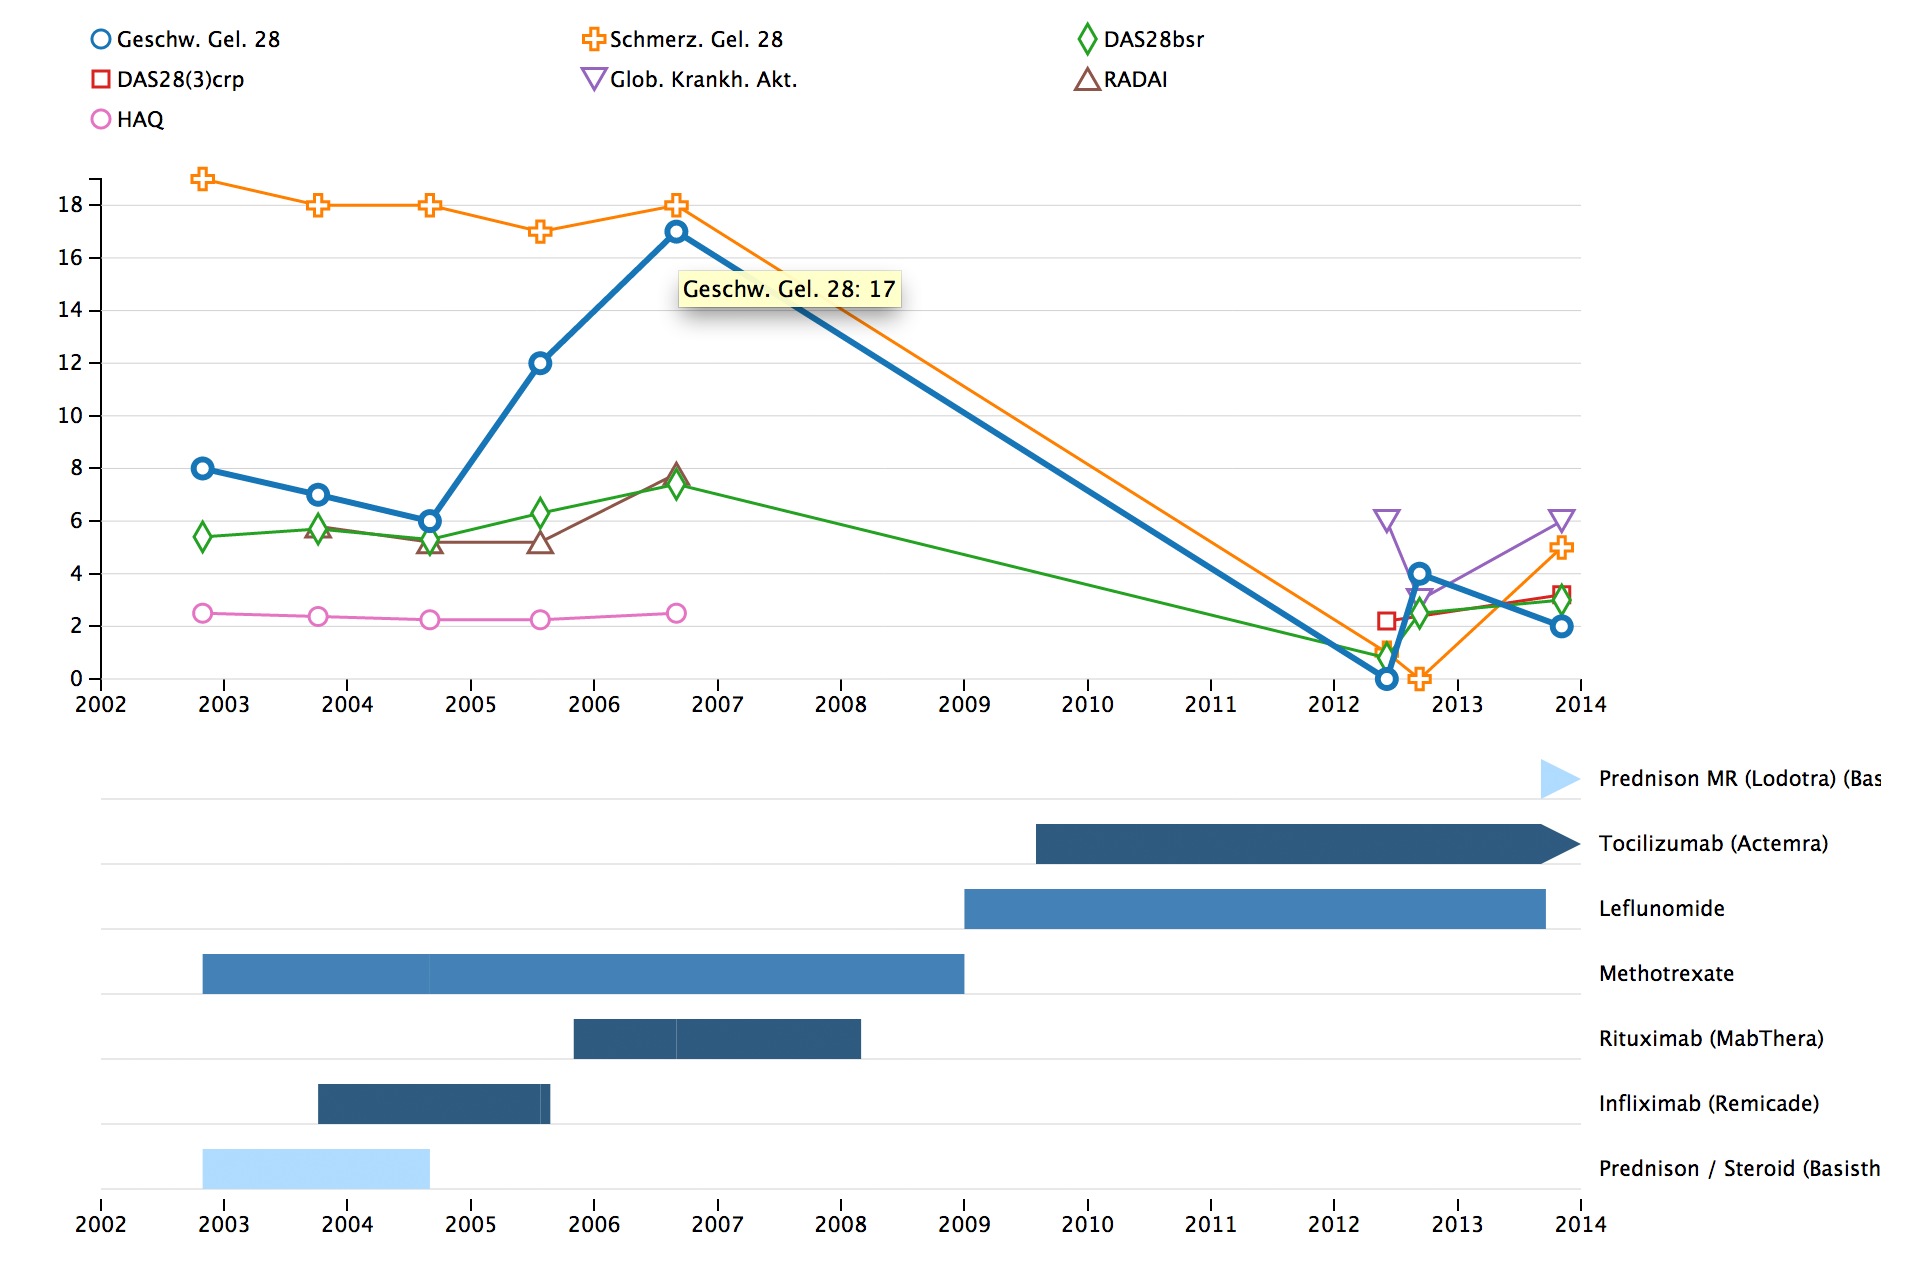 Geschw. Gel. 28 Schmerz. Gel. 28 DAS28bsr
DAS28(3)crp Glob. Krankh. Akt. RADAI
HAQ
18
16
Geschw. Gel. 28: 17
14
12
10
8
6
4
2
0
2002 2003 2004 2005 2006 2007 2008 2009 2010 2011 2012 2013 2014
Prednison MR (Lodotra) (Bas
Tocilizumab (Actemra)
Leflunomide
Methotrexate
Rituximab (MabThera)
Infliximab (Remicade)
Prednison / Steroid (Basisth
2002 2003 2004 2005 2006 2007 2008 2009 2010 2011 2012 2013 2014